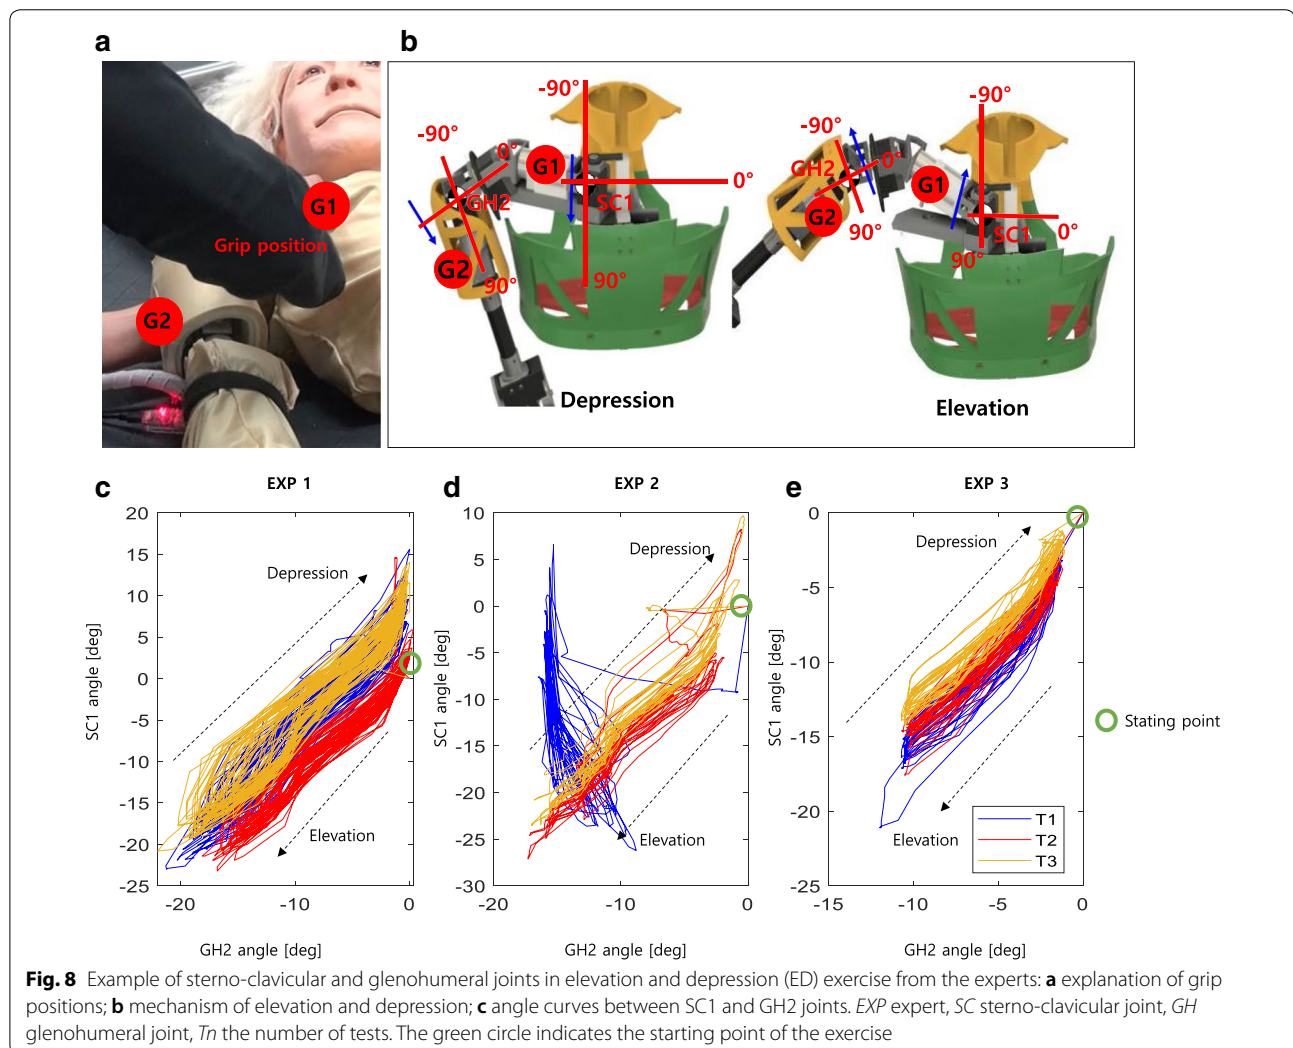 a
b
G1
Grip position
G2
-90°
-90°
0°
G1
GH2
SC1
0°
G2
90°
90°
Depression
-90°
-90°
GH2
0°
G1
G2
90°
SC1
0°
90°
Elevation
c
EXP 1
20
15
10
5
0
-5
-10
-15
-20
-25
SC1 angle [deg]
Depression
Elevation
-20
-10
0
GH2 angle [deg]
d
EXP 2
10
5
0
-5
-10
-15
-20
-25
-30
SC1 angle [deg]
Depression
Elevation
-20
-10
0
GH2 angle [deg]
e
EXP 3
0
-5
-10
-15
-20
-25
SC1 angle [deg]
Depression
Elevation
T1
T2
T3
-15
-10
-5
0
GH2 angle [deg]
Stating point
Fig. 8 Example of sterno-clavicular and glenohumeral joints in elevation and depression (ED) exercise from the experts: a explanation of grip
positions; b mechanism of elevation and depression; c angle curves between SC1 and GH2 joints. EXP expert, SC sterno-clavicular joint, GH
glenohumeral joint, Tn the number of tests. The green circle indicates the starting point of the exercise